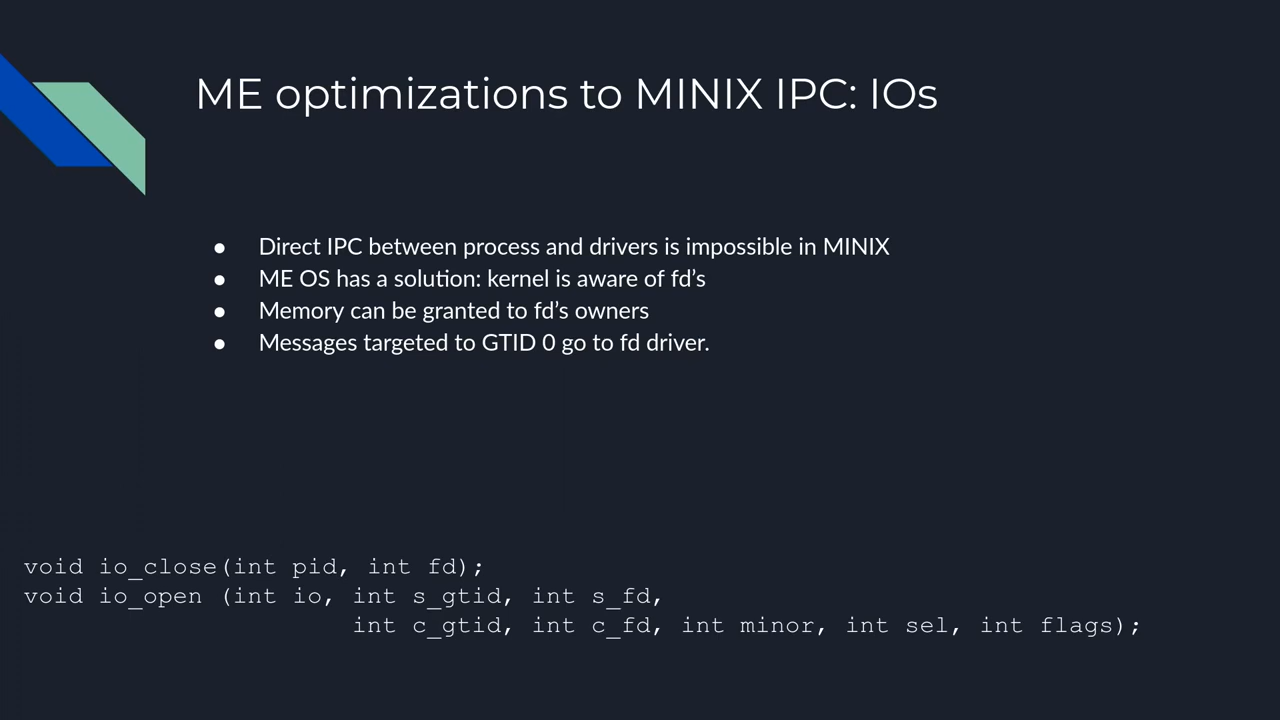 ME optimizations to MINIX IPC: IOs
● Direct IPC between process and drivers is impossible in MINIX
● ME OS has a solution: kernel is aware of fd’s
● Memory can be granted to fd’s owners
● Messages targeted to GTID 0 go to fd driver.
void io_close(int pid, int fd);
void io_open (int io, int s_gtid, int s_fd,
int c_gtid, int c_fd, int minor, int sel, int flags);